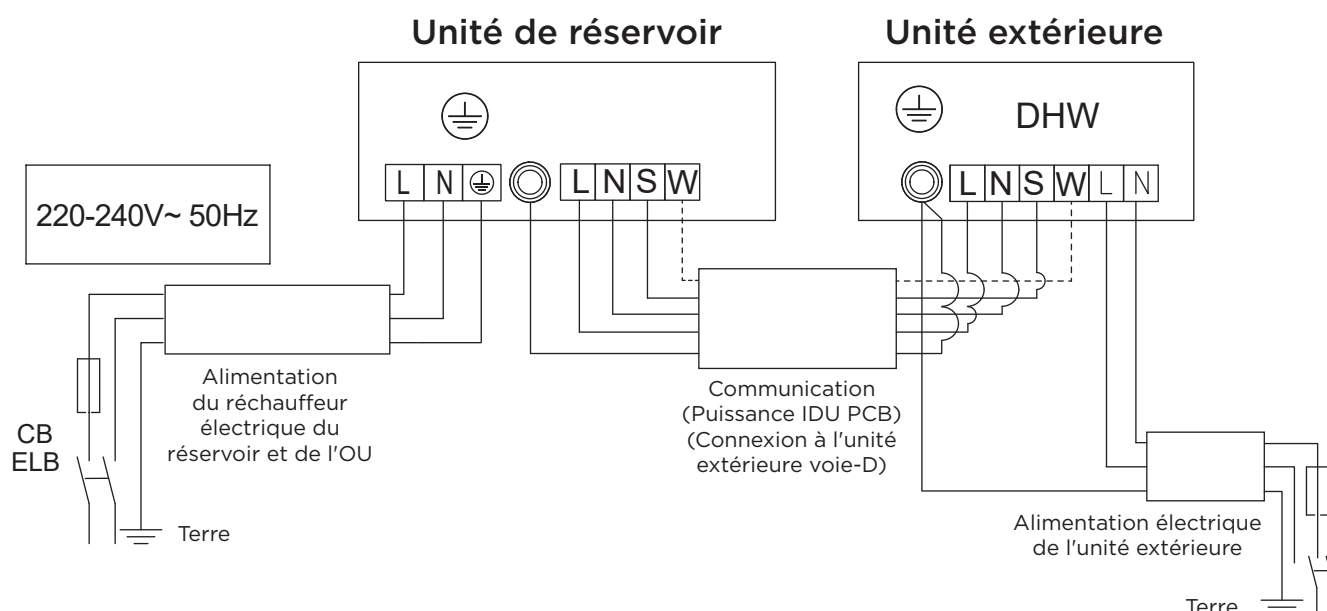 Unité de réservoir
Unité extérieure
DHW
L N
L N S W
L N S W L N
220-240V~ 50Hz
Alimentation
du réchauffeur
électrique du
réservoir et de l'OU
CB
ELB
Terre
Communication
(Puissance IDU PCB)
(Connexion à l'unité
extérieure voie-D)
Alimentation électrique
de l'unité extérieure
Terre